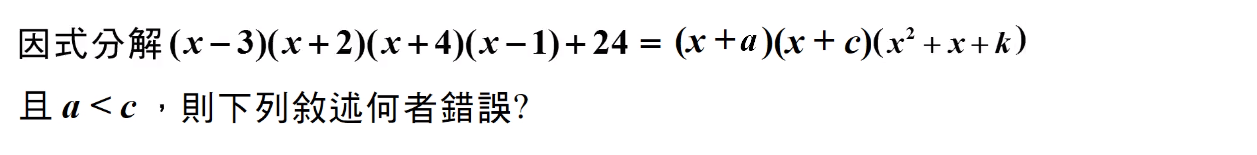 因式分解(x−3)(x+2)(x+4)(x−1)+24 = (x+a)(x+c)(x²+x+k)
且 a<c ，則下列敘述何者錯誤?